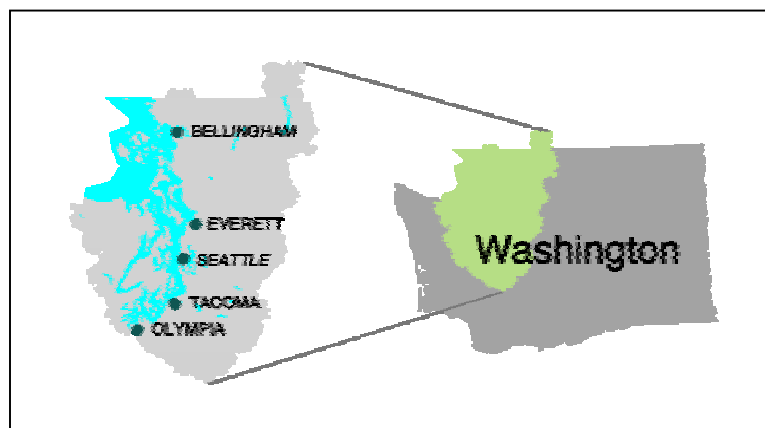 BELLINGHAM
EVERETT
SEATTLE
TACOMA
OLYMPIA
Washington